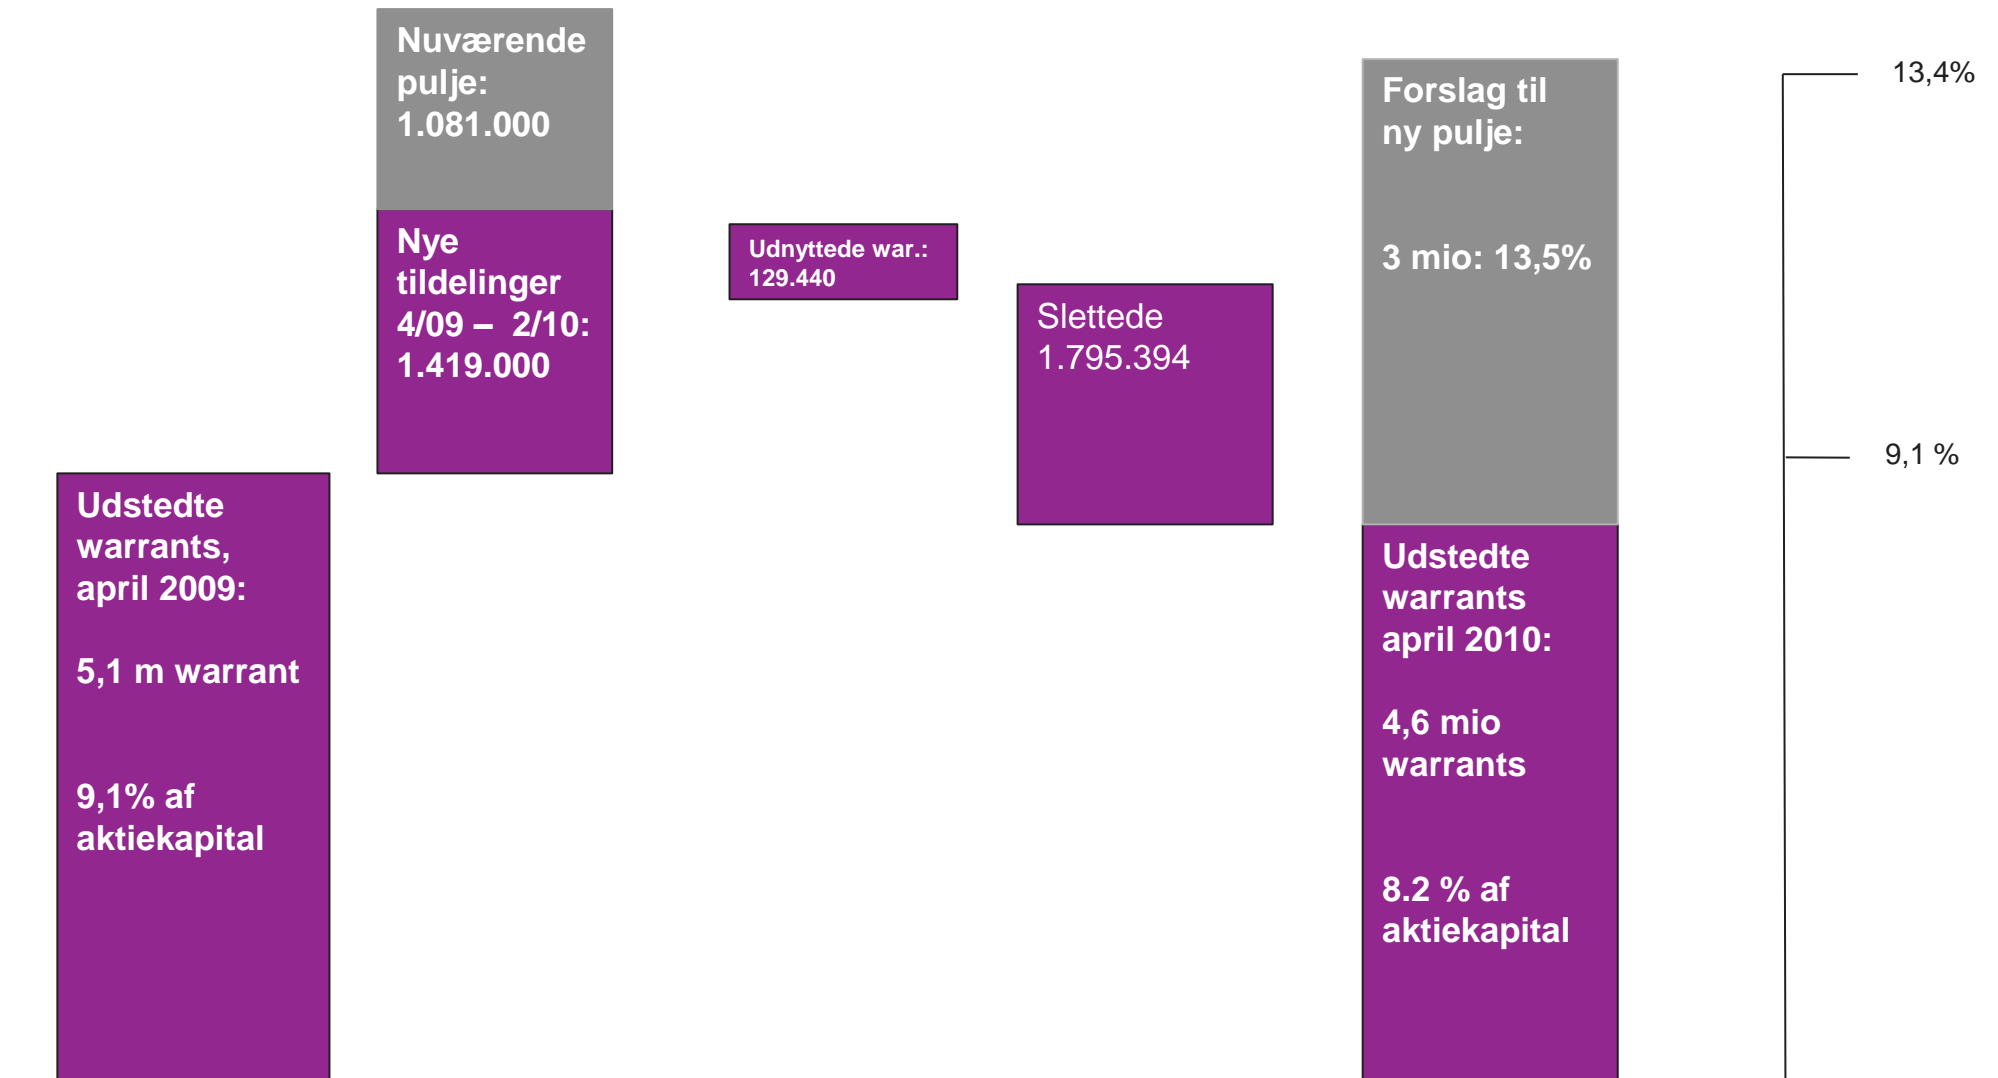 Nuværende
pulje:
1.081.000
Nye
tildelinger
4/09 –  2/10:
1.419.000
Udstedte
warrants,
april 2009:
5,1 m warrant
9,1% af
aktiekapital
Udnyttede war.:
129.440
Slettede
1.795.394
Forslag til
ny pulje:
3 mio: 13,5%
Udstedte
warrants
april 2010:
4,6 mio
warrants
8.2 % af
aktiekapital
13,4%
9,1 %